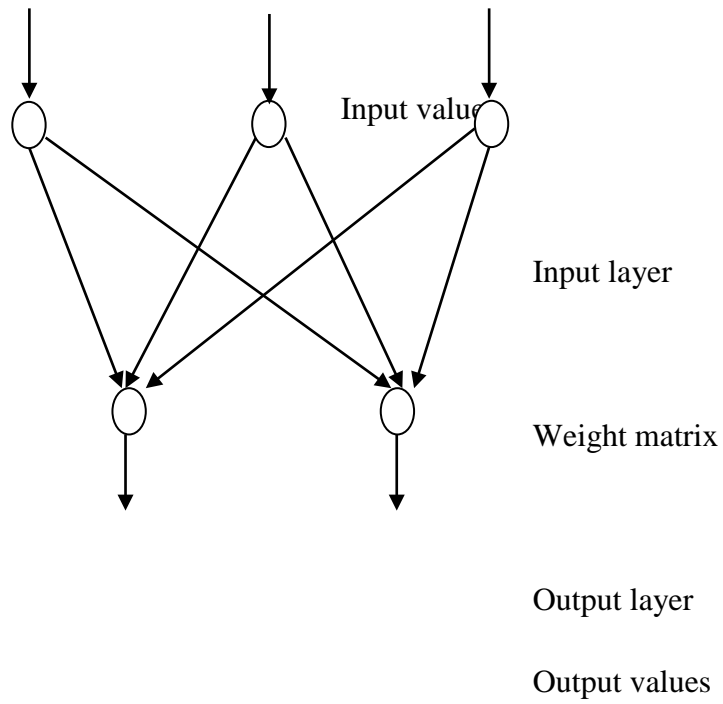 Input value
Input layer
Weight matrix
Output layer
Output values